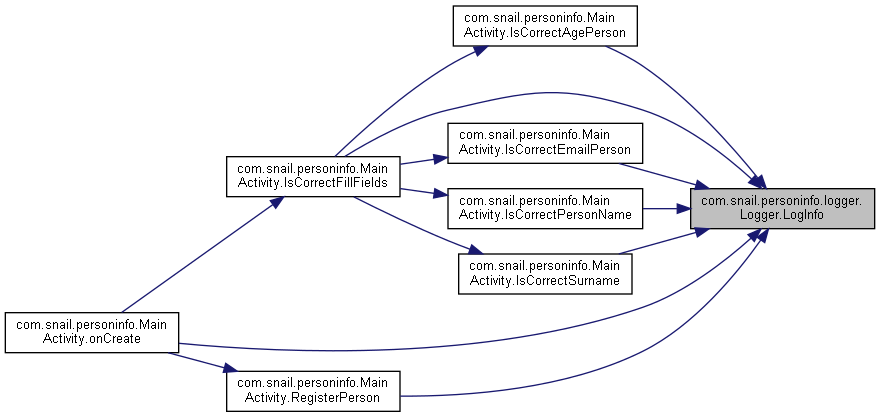 com.snail.personinfo.Main
Activity.IsCorrectAgePerson
com.snail.personinfo.Main
Activity.IsCorrectEmailPerson
com.snail.personinfo.Main
Activity.IsCorrectFillFields
com.snail.personinfo.Main
Activity.IsCorrectPersonName
com.snail.personinfo.logger.
Logger.LogInfo
com.snail.personinfo.Main
Activity.IsCorrectSurname
com.snail.personinfo.Main
Activity.onCreate
com.snail.personinfo.Main
Activity.RegisterPerson